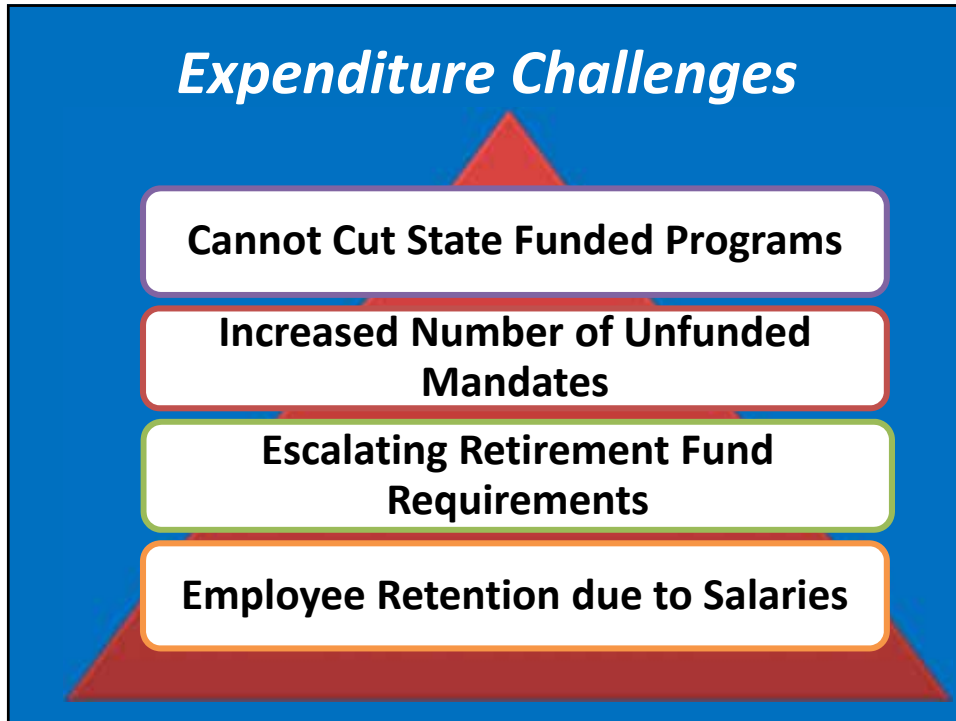 Expenditure Challenges
Cannot Cut State Funded Programs
Increased Number of Unfunded
Mandates
Escalating Retirement Fund
Requirements
Employee Retention due to Salaries